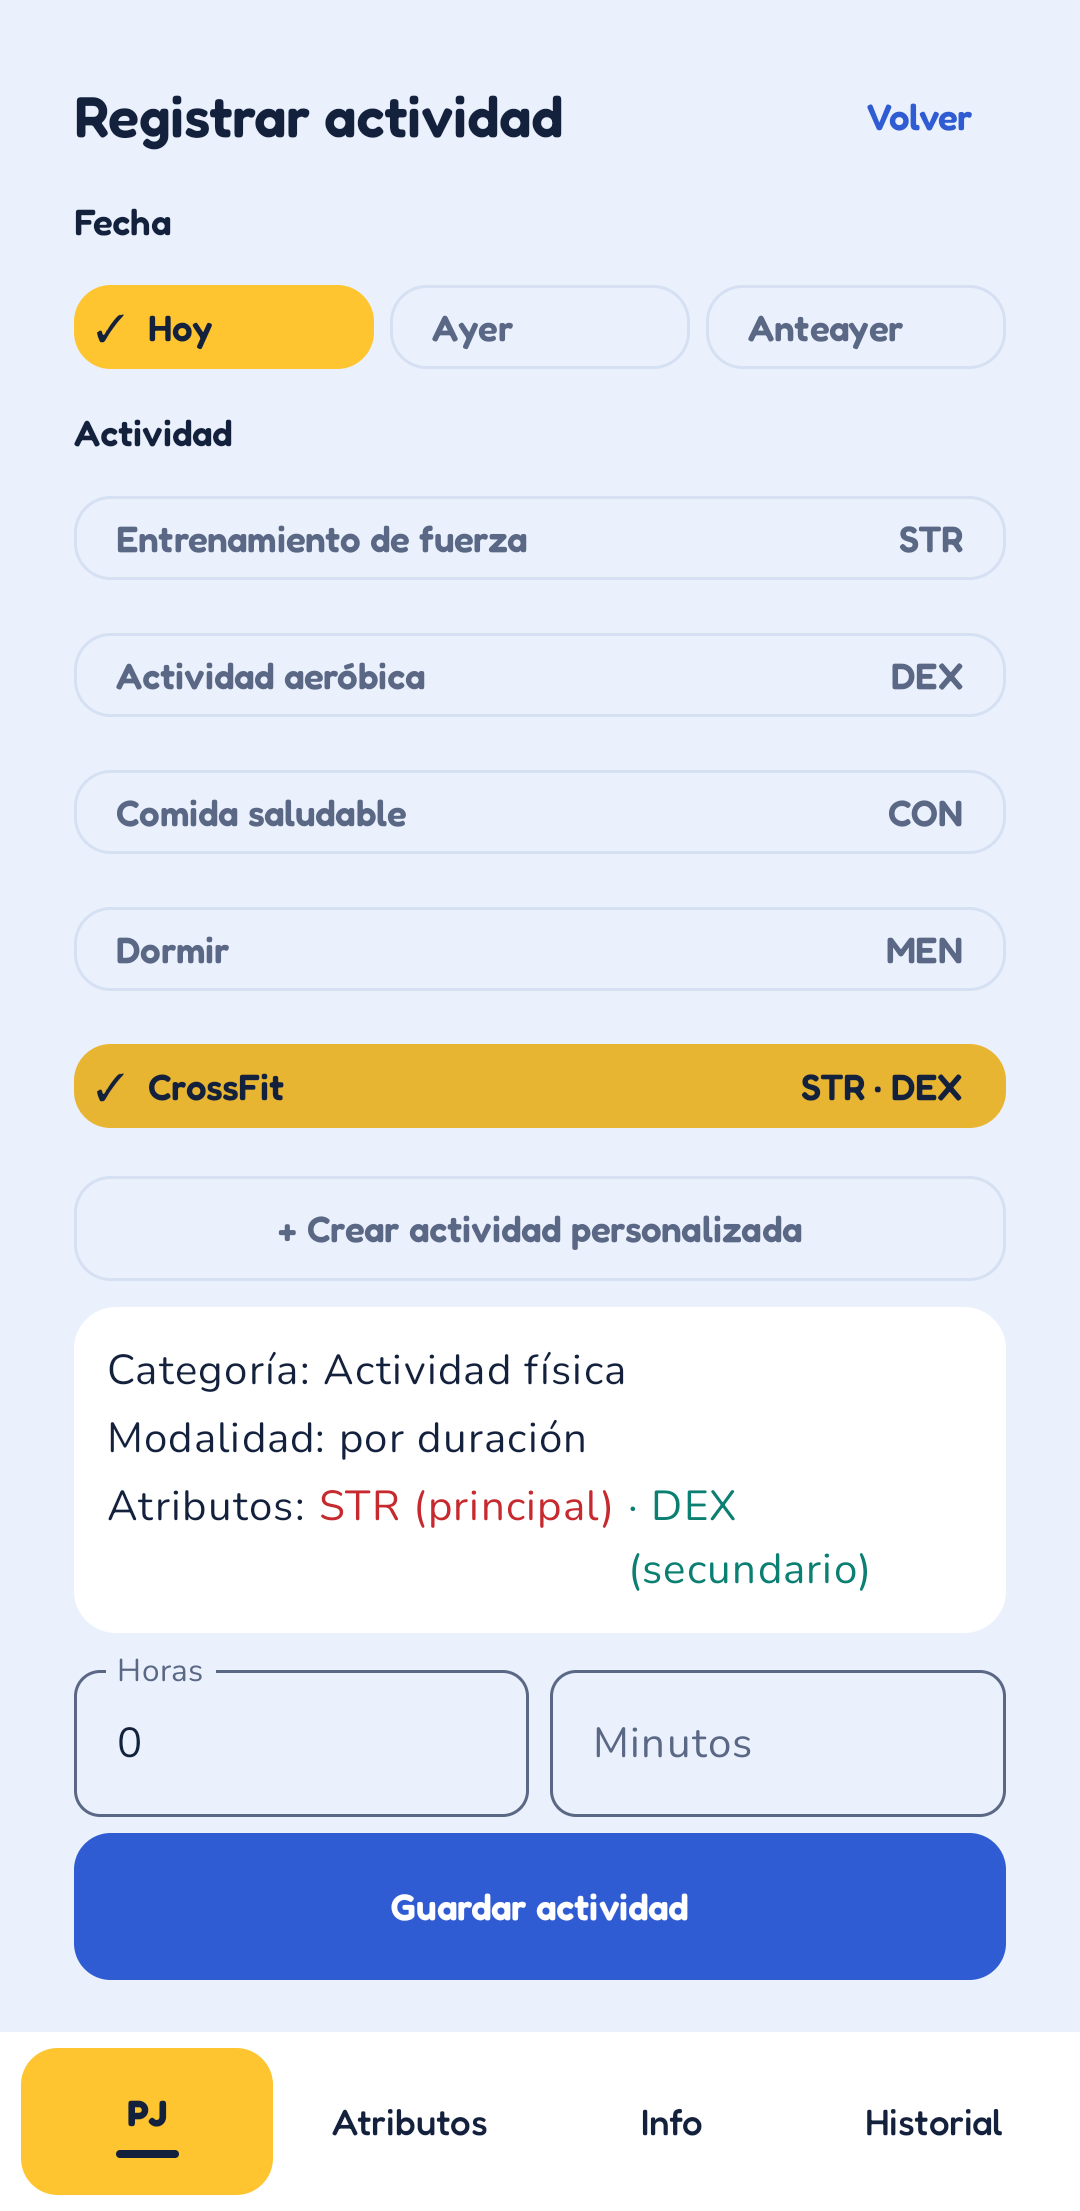 Registrar actividad
Volver
Fecha
✓ Hoy
Ayer
Anteayer
Actividad
Entrenamiento de fuerza STR
Actividad aeróbica DEX
Comida saludable CON
Dormir MEN
✓ CrossFit STR · DEX
+ Crear actividad personalizada
Categoría: Actividad física
Modalidad: por duración
Atributos: STR (principal) · DEX
(secundario)
Horas
0
Minutos
Guardar actividad
PJ
Atributos
Info
Historial